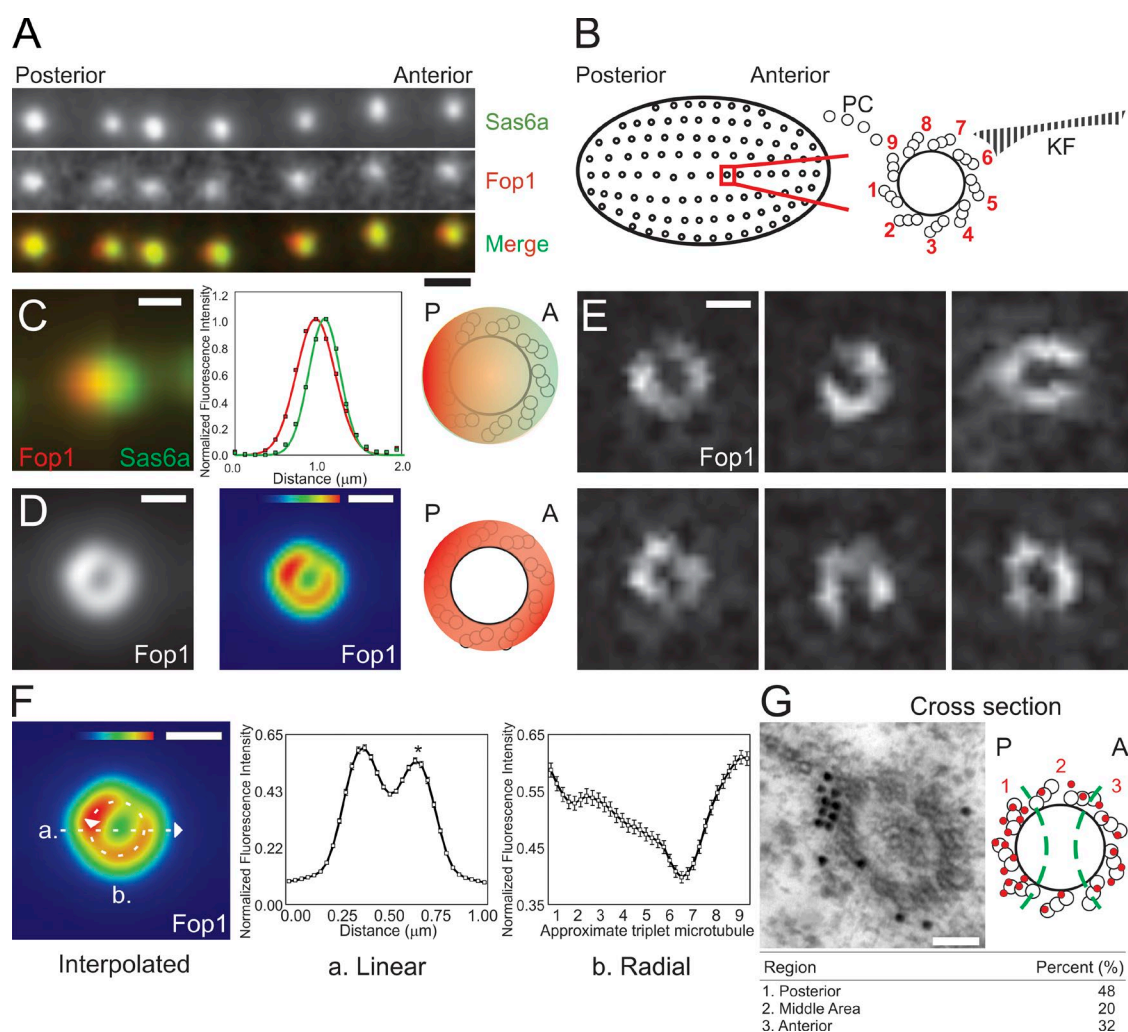 A
Posterior Anterior
Sas6a
Fop1
Merge
B
Posterior Anterior
PC
KF
1 2 3 4 5 6 7 8 9
C
Fop1 Sas6a
Normalized Fluorescence Intensity
1.2
1.0
0.8
0.6
0.4
0.2
0.0
0.0 1.0 2.0
Distance (μm)
P A
D
Fop1
Fop1
P A
E
Fop1
F
a.
b.
Fop1
Interpolated
Normalized Fluorescence Intensity
0.65
0.43
0.22
0.00
*
0.00 0.25 0.50 0.75 1.00
Distance (μm)
a. Linear
Normalized Fluorescence Intensity
0.65
0.55
0.45
0.35
1 2 3 4 5 6 7 8 9
Approximate triplet microtubule
b. Radial
G
Cross section
P A
1 2 3
Region Percent (%)
1. Posterior 48
2. Middle Area 20
3. Anterior 32